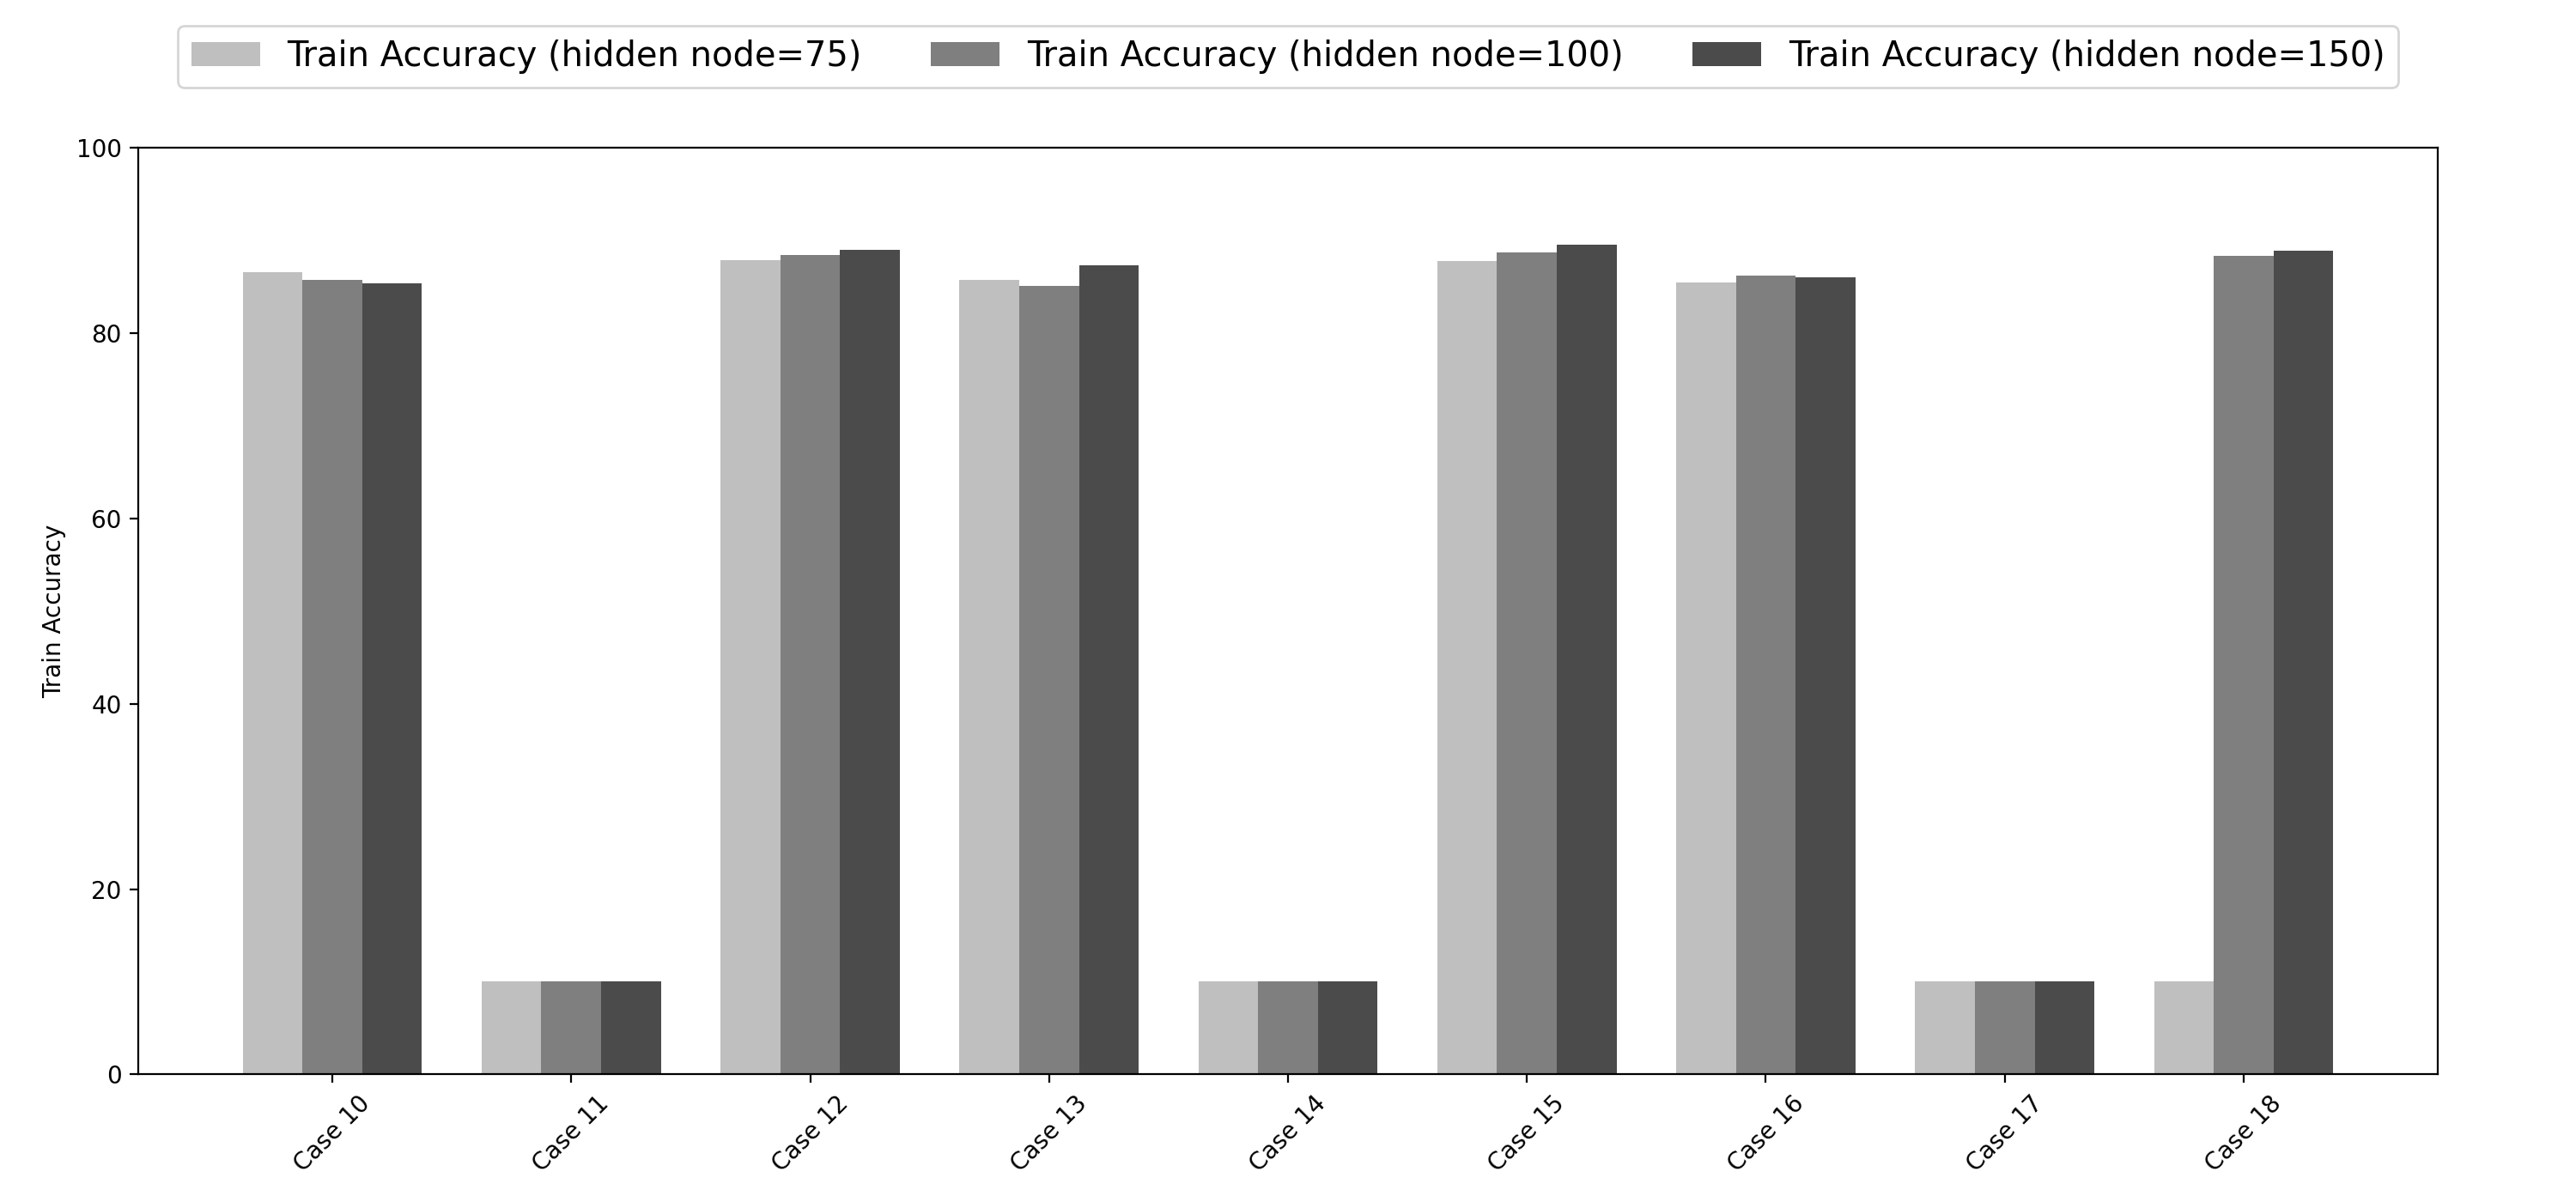 Train Accuracy (hidden node=75) Train Accuracy (hidden node=100) Train Accuracy (hidden node=150)
100
80
60
40
20
0
Train Accuracy
Case 10 Case 11 Case 12 Case 13 Case 14 Case 15 Case 16 Case 17 Case 18